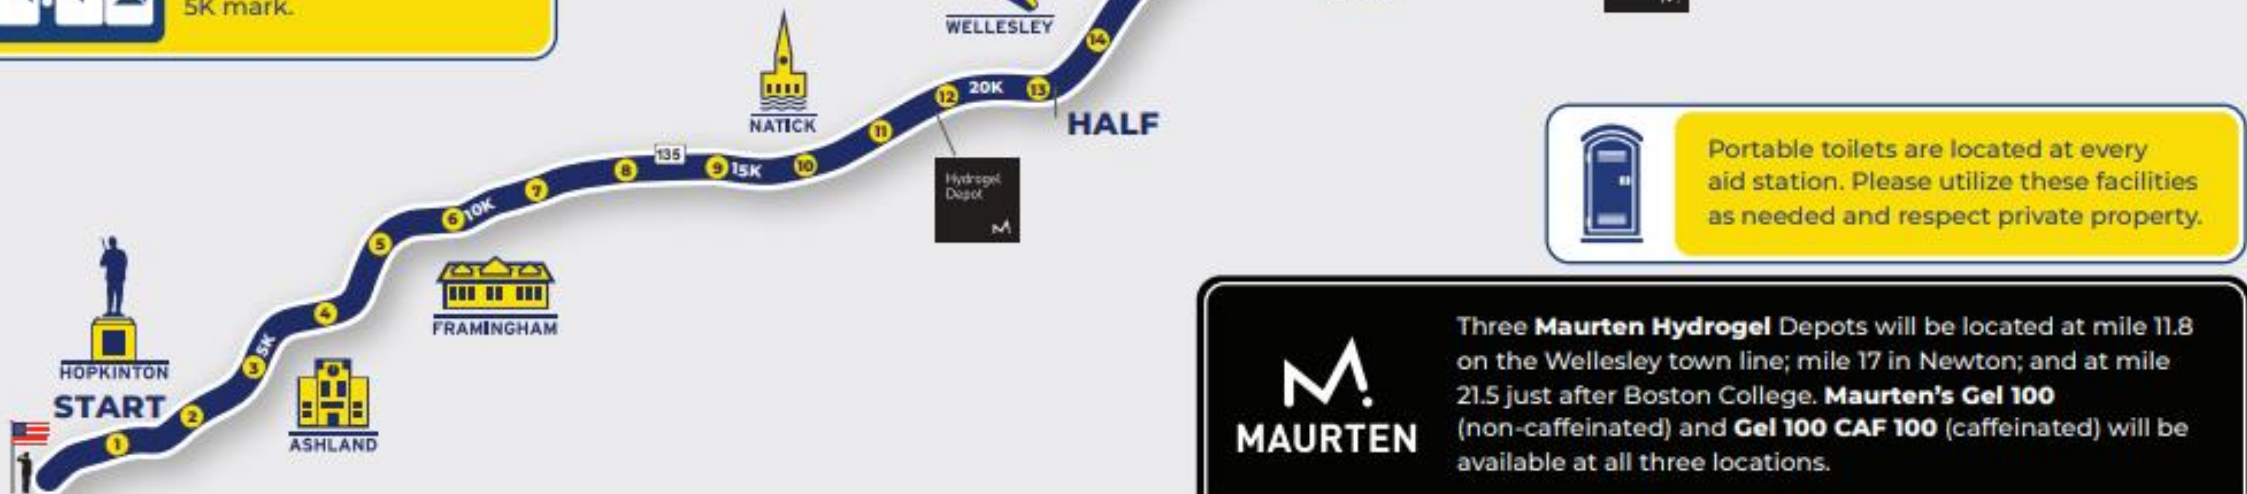 5K mark.
WELLESLEY
14
NATICK
12
20K
13
HALF
11
135
8
9
15K
10
Hydrogel
Depot
7
6
10K
5
HOPKINTON
START
FRAMINGHAM
4
5K
3
ASHLAND
2
1
Portable toilets are located at every
aid station. Please utilize these facilities
as needed and respect private property.
MAURTEN
Three Maurten Hydrogel Depots will be located at mile 11.8
on the Wellesley town line; mile 17 in Newton; and at mile
21.5 just after Boston College. Maurten's Gel 100
(non-caffeinated) and Gel 100 CAF 100 (caffeinated) will be
available at all three locations.